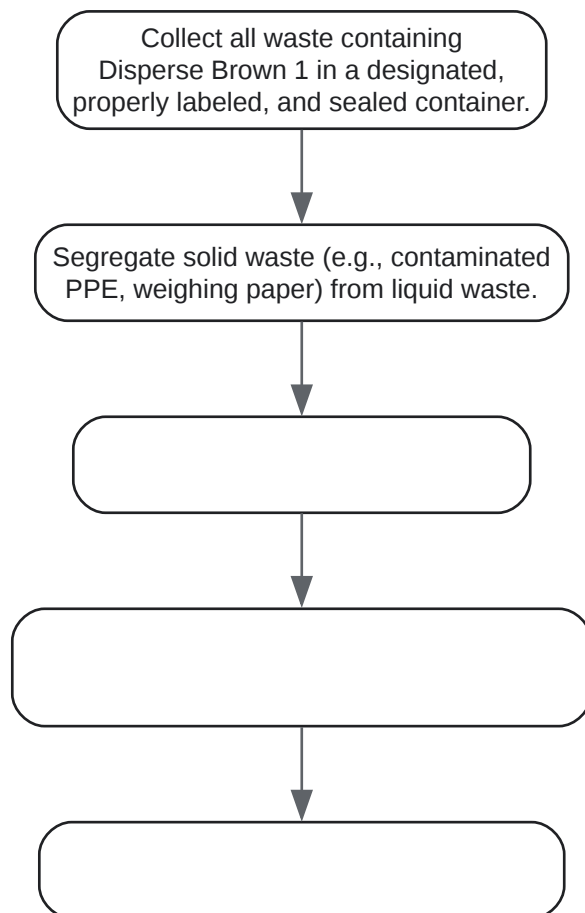 Collect all waste containing
Disperse Brown 1 in a designated,
properly labeled, and sealed container.
Segregate solid waste (e.g., contaminated
PPE, weighing paper) from liquid waste.